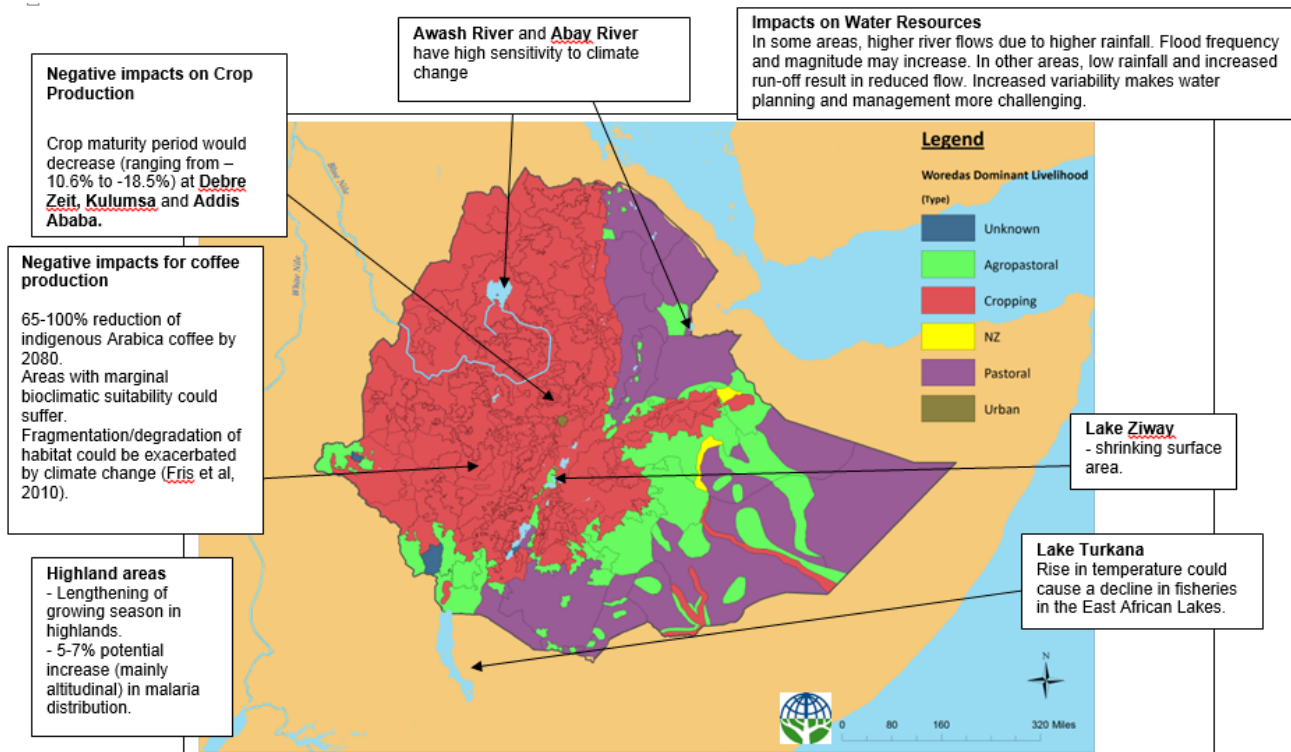 Awash River and Abay River
have high sensitivity to climate
change
Impacts on Water Resources
In some areas, higher river flows due to higher rainfall. Flood frequency
and magnitude may increase. In other areas, low rainfall and increased
run-off result in reduced flow. Increased variability makes water
planning and management more challenging.
Negative impacts on Crop
Production
Crop maturity period would
decrease (ranging from –
10.6% to -18.5%) at Debre
Zeit, Kulumsa and Addis
Ababa.
Negative impacts for coffee
production
65-100% reduction of
indigenous Arabica coffee by
2080.
Areas with marginal
bioclimatic suitability could
suffer.
Fragmentation/degradation of
habitat could be exacerbated
by climate change (Fris et al,
2010).
Highland areas
- Lengthening of
growing season in
highlands.
- 5-7% potential
increase (mainly
altitudinal) in malaria
distribution.
Blue Nile
White Nile
Legend
Woredas Dominant Livelihood
(Type)
Unknown
Agropastoral
Cropping
NZ
Pastoral
Urban
Lake Ziway
- shrinking surface
area.
Lake Turkana
Rise in temperature could
cause a decline in fisheries
in the East African Lakes.
N
0 80 160 320 Miles